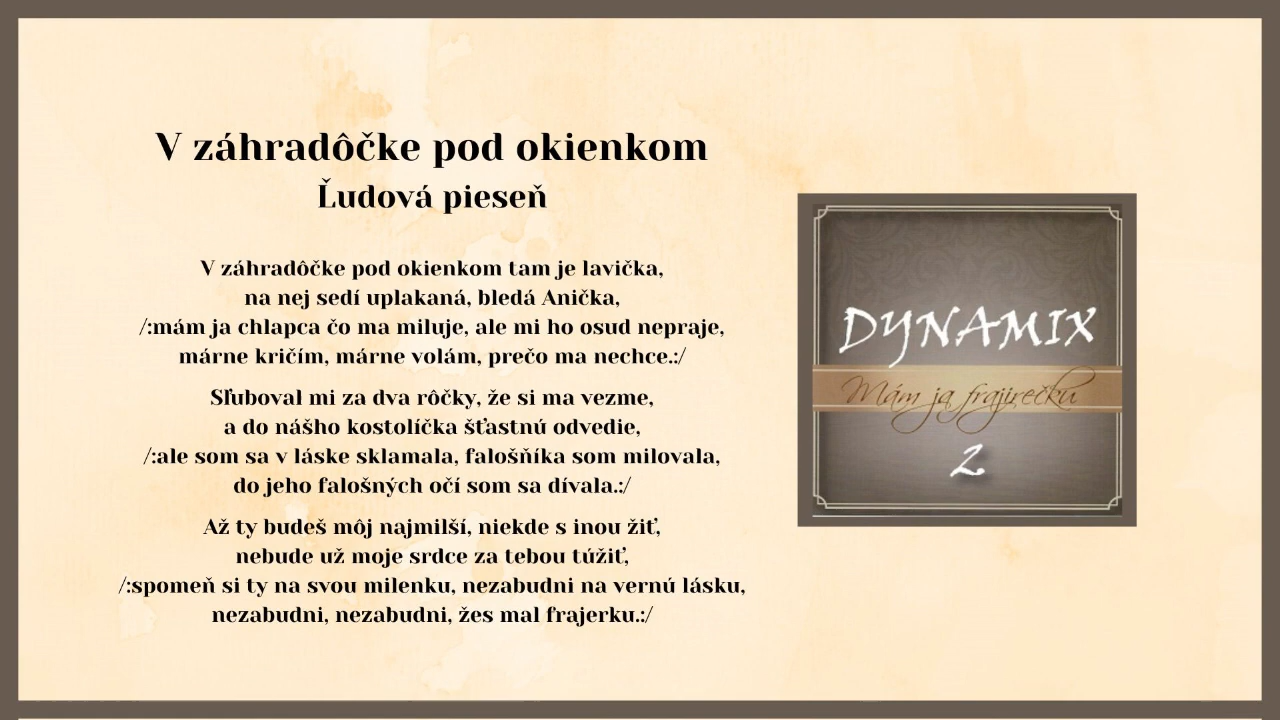 V záhradôčke pod okienkom
Ľudová pieseň
V záhradôčke pod okienkom tam je lavička,
na nej sedí uplakaná, bledá Anička,
/:mám ja chlapca čo ma miluje, ale mi ho osud nepraje,
márne kričím, márne volám, prečo ma nechce.:/
Sľuboval mi za dva rôčky, že si ma vezme,
a do nášho kostolíčka šťastnú odvedie,
/:ale som sa v láske sklamala, falošňíka som milovala,
do jeho falošných očí som sa dívala.:/
Až ty budeš môj najmilší, niekde s inou žiť,
nebude už moje srdce za tebou túžiť,
/:spomeň si ty na svou milenku, nezabudni na vernú lásku,
nezabudni, nezabudni, žes mal frajerku.:/
DYNAMIX
Mám ja frajirečku
2